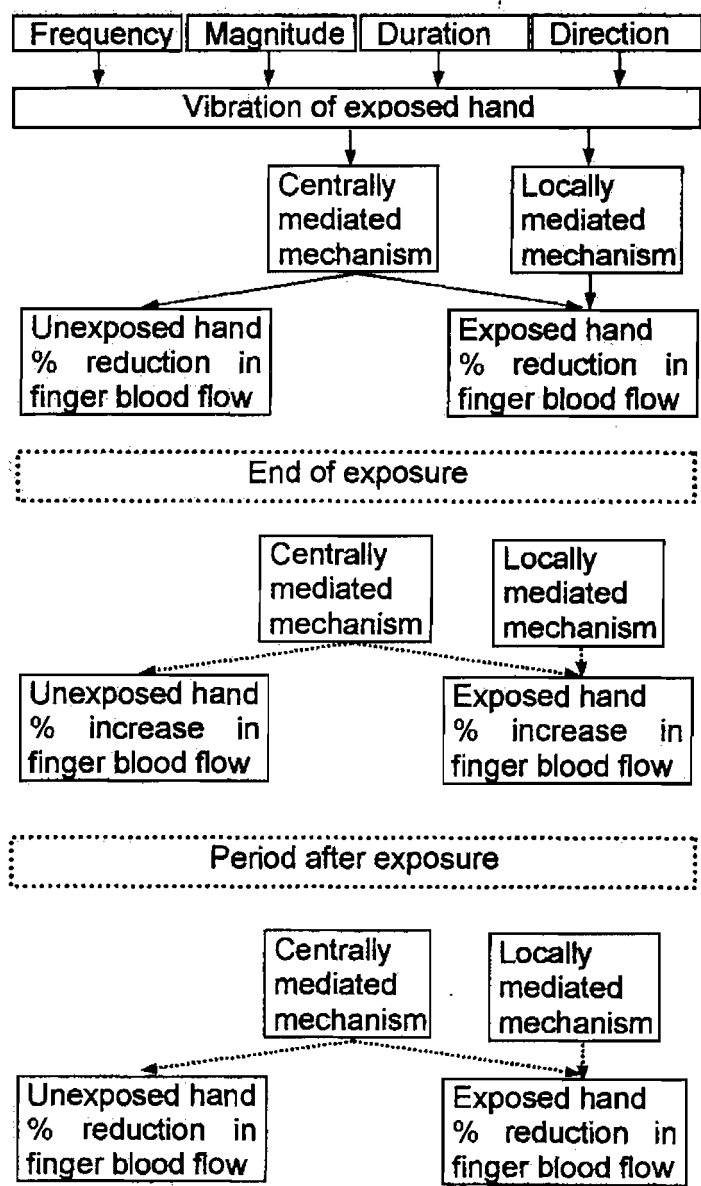 Frequency Magnitude Duration Direction
Vibration of exposed hand
Centrally
mediated
mechanism
Locally
mediated
mechanism
Unexposed hand
% reduction in
finger blood flow
Exposed hand
% reduction in
finger blood flow
End of exposure
Centrally
mediated
mechanism
Locally
mediated
mechanism
Unexposed hand
% increase in
finger blood flow
Exposed hand
% increase in
finger blood flow
Period after exposure
Centrally
mediated
mechanism
Locally
mediated
mechanism
Unexposed hand
% reduction in
finger blood flow
Exposed hand
% reduction in
finger blood flow